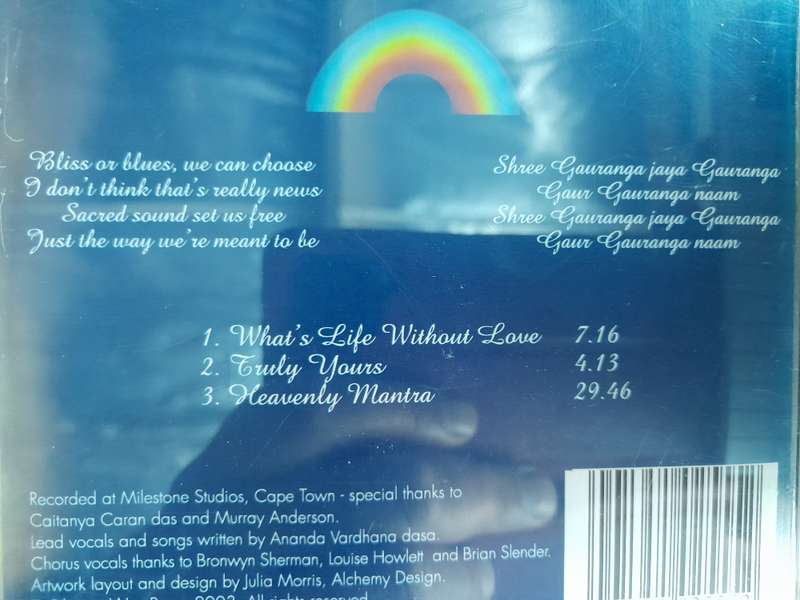 Bliss or blues, we can choose
I don't think that's really news
Sacred sound set us free
Just the way we're meant to be
Shree Gauranga jaya Gauranga
Gaur Gauranga naam
Shree Gauranga jaya Gauranga
Gaur Gauranga naam
1. What's Life Without Love 7.16
2. Truly Yours 4.13
3. Heavenly Mantra 29.46
Recorded at Milestone Studios, Cape Town - special thanks to
Caitanya Caran das and Murray Anderson.
Lead vocals and songs written by Ananda Vardhana dasa.
Chorus vocals thanks to Bronwyn Sherman, Louise Howlett and Brian Slender.
Artwork layout and design by Julia Morris, Alchemy Design.
All rights reserved